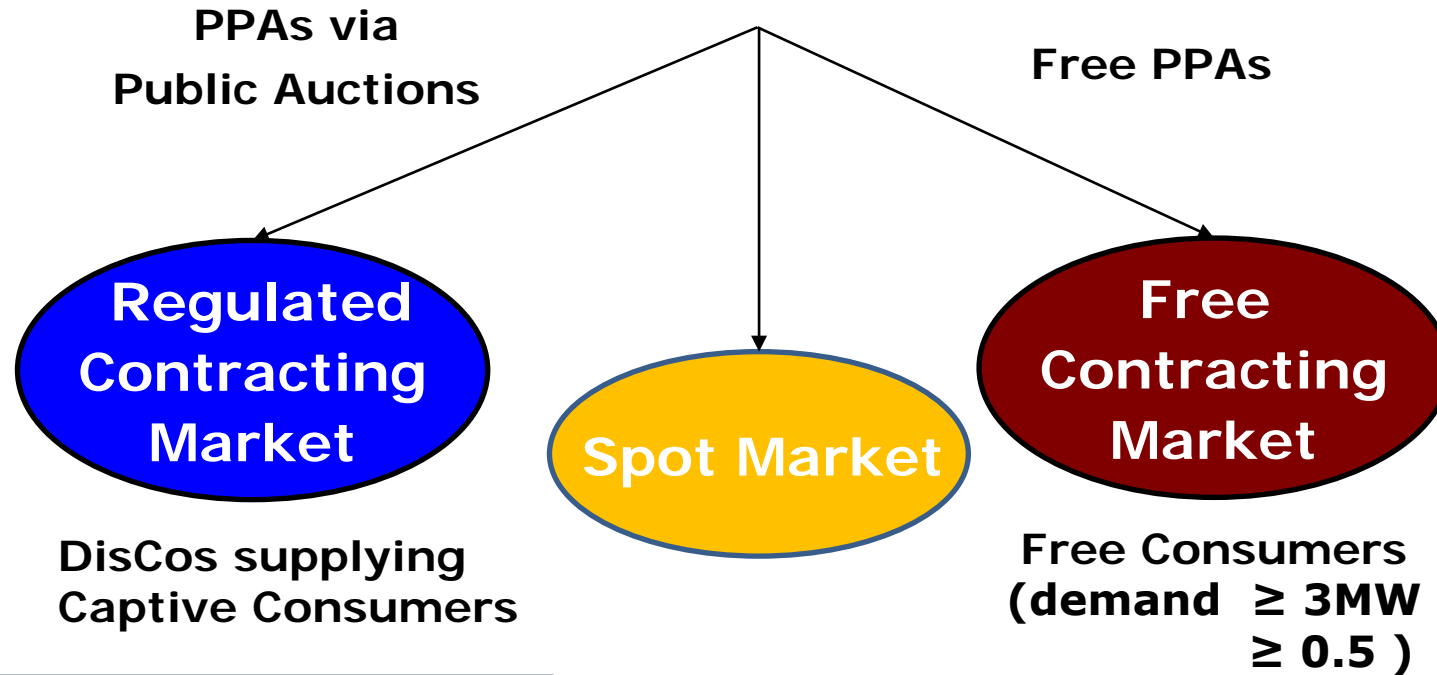 PPAs via
Public Auctions
Free PPAs
Regulated
Contracting
Market
Spot Market
Free
Contracting
Market
DisCos supplying
Captive Consumers
Free Consumers
(demand ≥ 3MW
≥ 0.5 )